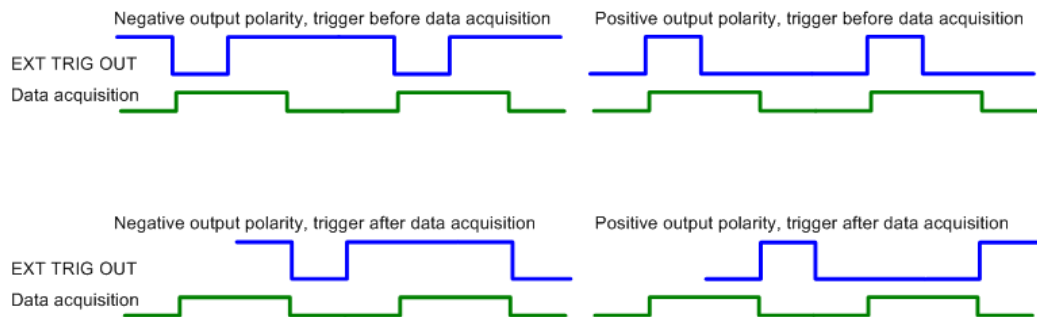 Negative output polarity, trigger before data acquisition
Positive output polarity, trigger before data acquisition
EXT TRIG OUT
Data acquisition
Negative output polarity, trigger after data acquisition
Positive output polarity, trigger after data acquisition
EXT TRIG OUT
Data acquisition